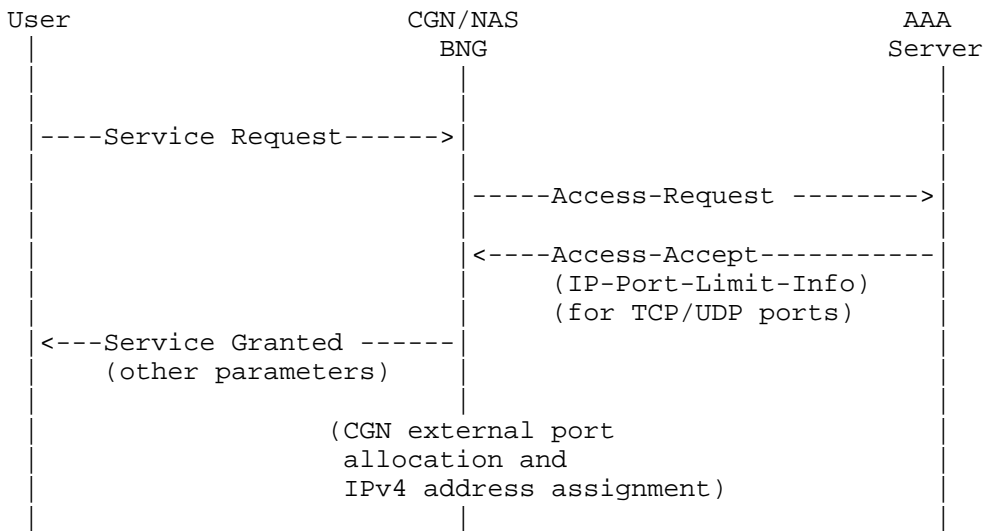 User CGN/NAS AAA
BNG Server
----Service Request------>
-----Access-Request -------->
<----Access-Accept-----------
(IP-Port-Limit-Info)
(for TCP/UDP ports)
<---Service Granted ------
(other parameters)
(CGN external port
allocation and
IPv4 address assignment)